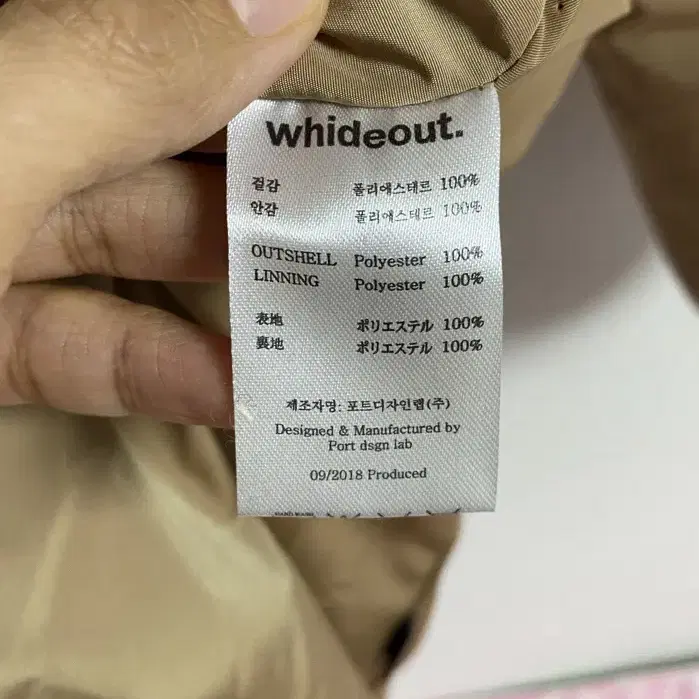 whideout.
겉감 폴리에스테르 100%
안감 폴리에스테르 100%
OUTSHELL Polyester 100%
LINNING Polyester 100%
表地 ポリエステル 100%
裏地 ポリエステル 100%
제조자명: 포트디자인랩(주)
Designed & Manufactured by
Port dsgn lab
09/2018 Produced